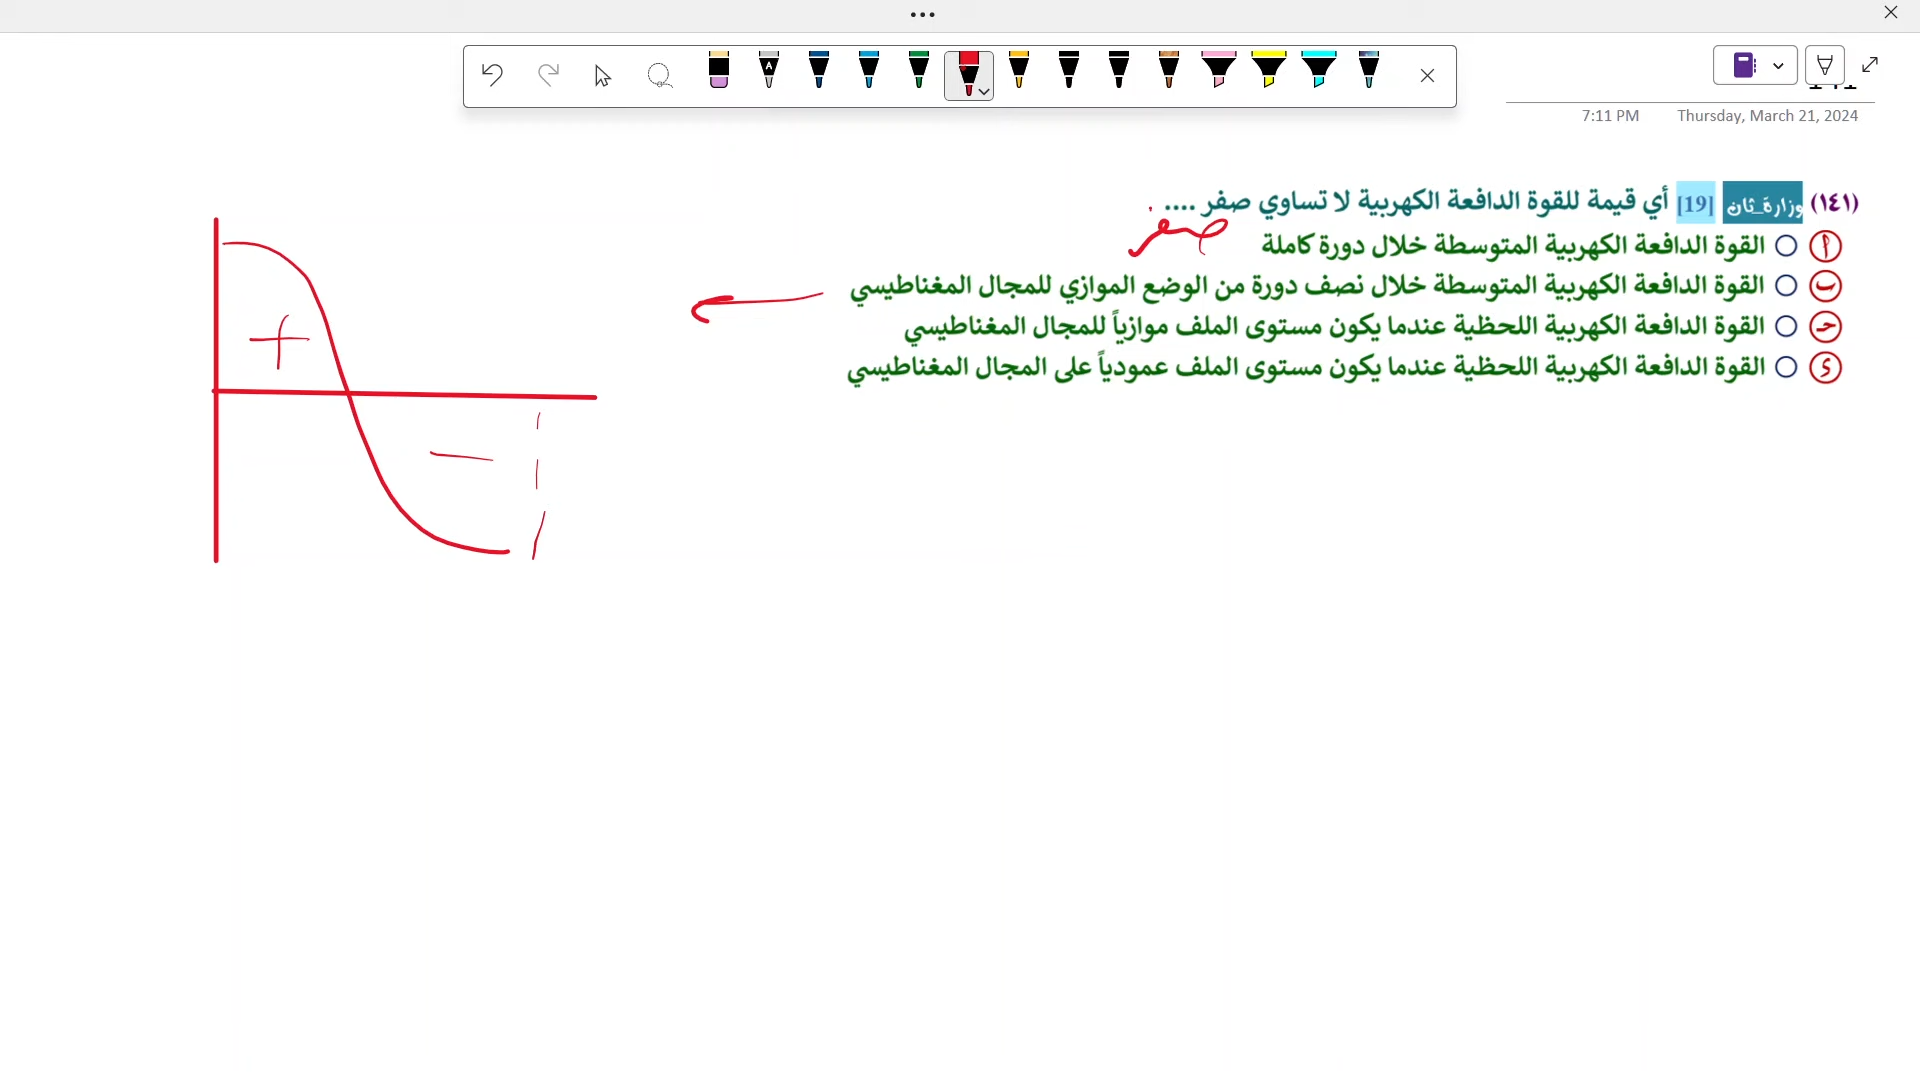 7:11 PM Thursday, March 21, 2024
(١٤١) وزارة_ثان [19] أي قيمة للقوة الدافعة الكهربية لا تساوي صفر ....
صفر
أ القوة الدافعة الكهربية المتوسطة خلال دورة كاملة
ب القوة الدافعة الكهربية المتوسطة خلال نصف دورة من الوضع الموازي للمجال المغناطيسي
جـ القوة الدافعة الكهربية اللحظية عندما يكون مستوى الملف موازياً للمجال المغناطيسي
د القوة الدافعة الكهربية اللحظية عندما يكون مستوى الملف عمودياً على المجال المغناطيسي
+
−